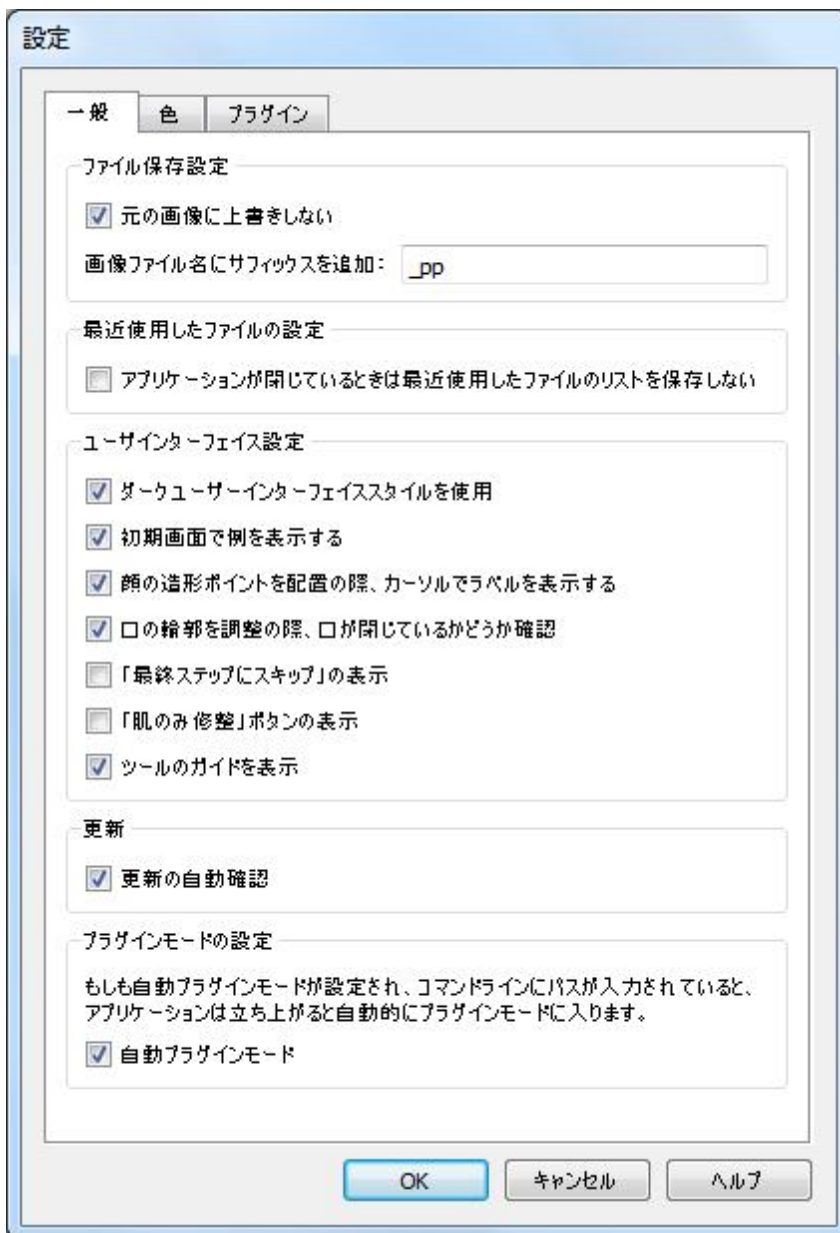 設定
一般 色 プラグイン
ファイル保存設定
元の画像に上書きしない
画像ファイル名にサフィックスを追加: _pp
最近使用したファイルの設定
アプリケーションが閉じているときは最近使用したファイルのリストを保存しない
ユーザインターフェイス設定
ダークユーザーインターフェイススタイルを使用
初期画面で例を表示する
顔の造形ポイントを配置の際、カーソルでラベルを表示する
口の輪郭を調整の際、口が閉じているかどうか確認
「最終ステップにスキップ」の表示
「肌のみ修整」ボタンの表示
ツールのガイドを表示
更新
更新の自動確認
プラグインモードの設定
もしも自動プラグインモードが設定され、コマンドラインにパスが入力されていると、
アプリケーションは立ち上がると自動的にプラグインモードに入ります。
自動プラグインモード
OK キャンセル ヘルプ